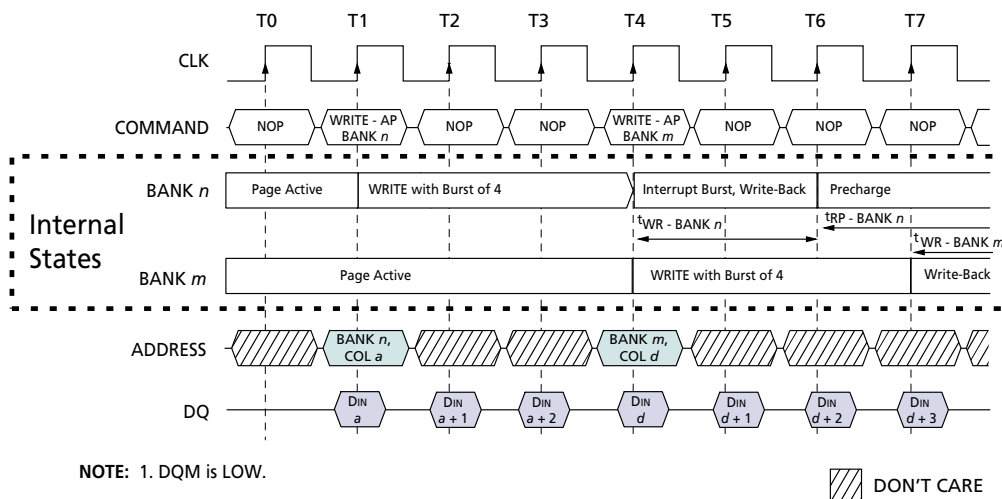 T0 T1 T2 T3 T4 T5 T6 T7
CLK
COMMAND NOP WRITE - AP BANK n NOP NOP WRITE - AP BANK m NOP NOP NOP
Internal States
BANK n Page Active WRITE with Burst of 4 Interrupt Burst, Write-Back Precharge
tWR - BANK n tRP - BANK n
tWR - BANK m
BANK m Page Active WRITE with Burst of 4 Write-Back
ADDRESS BANK n, COL a BANK m, COL d
DQ DIN a DIN a + 1 DIN a + 2 DIN d DIN d + 1 DIN d + 2 DIN d + 3
NOTE: 1. DQM is LOW.
DON'T CARE